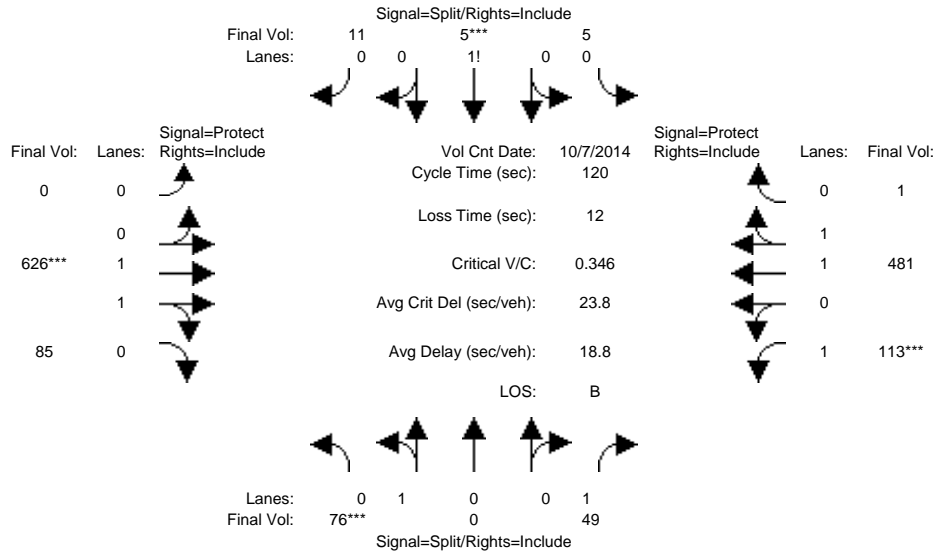 Signal=Split/Rights=Include
Final Vol: 11 5*** 5
Lanes: 0 0 1! 0 0
Signal=Protect Signal=Protect
Final Vol: Lanes: Rights=Include Vol Cnt Date: 10/7/2014 Rights=Include Lanes: Final Vol:
Cycle Time (sec): 120
0 0 0 1
Loss Time (sec): 12
0 1
626*** 1 Critical V/C: 0.346 1 481
1 Avg Crit Del (sec/veh): 23.8 0
85 0 Avg Delay (sec/veh): 18.8 1 113***
LOS: B
Lanes: 0 1 0 0 1
Final Vol: 76*** 0 49
Signal=Split/Rights=Include